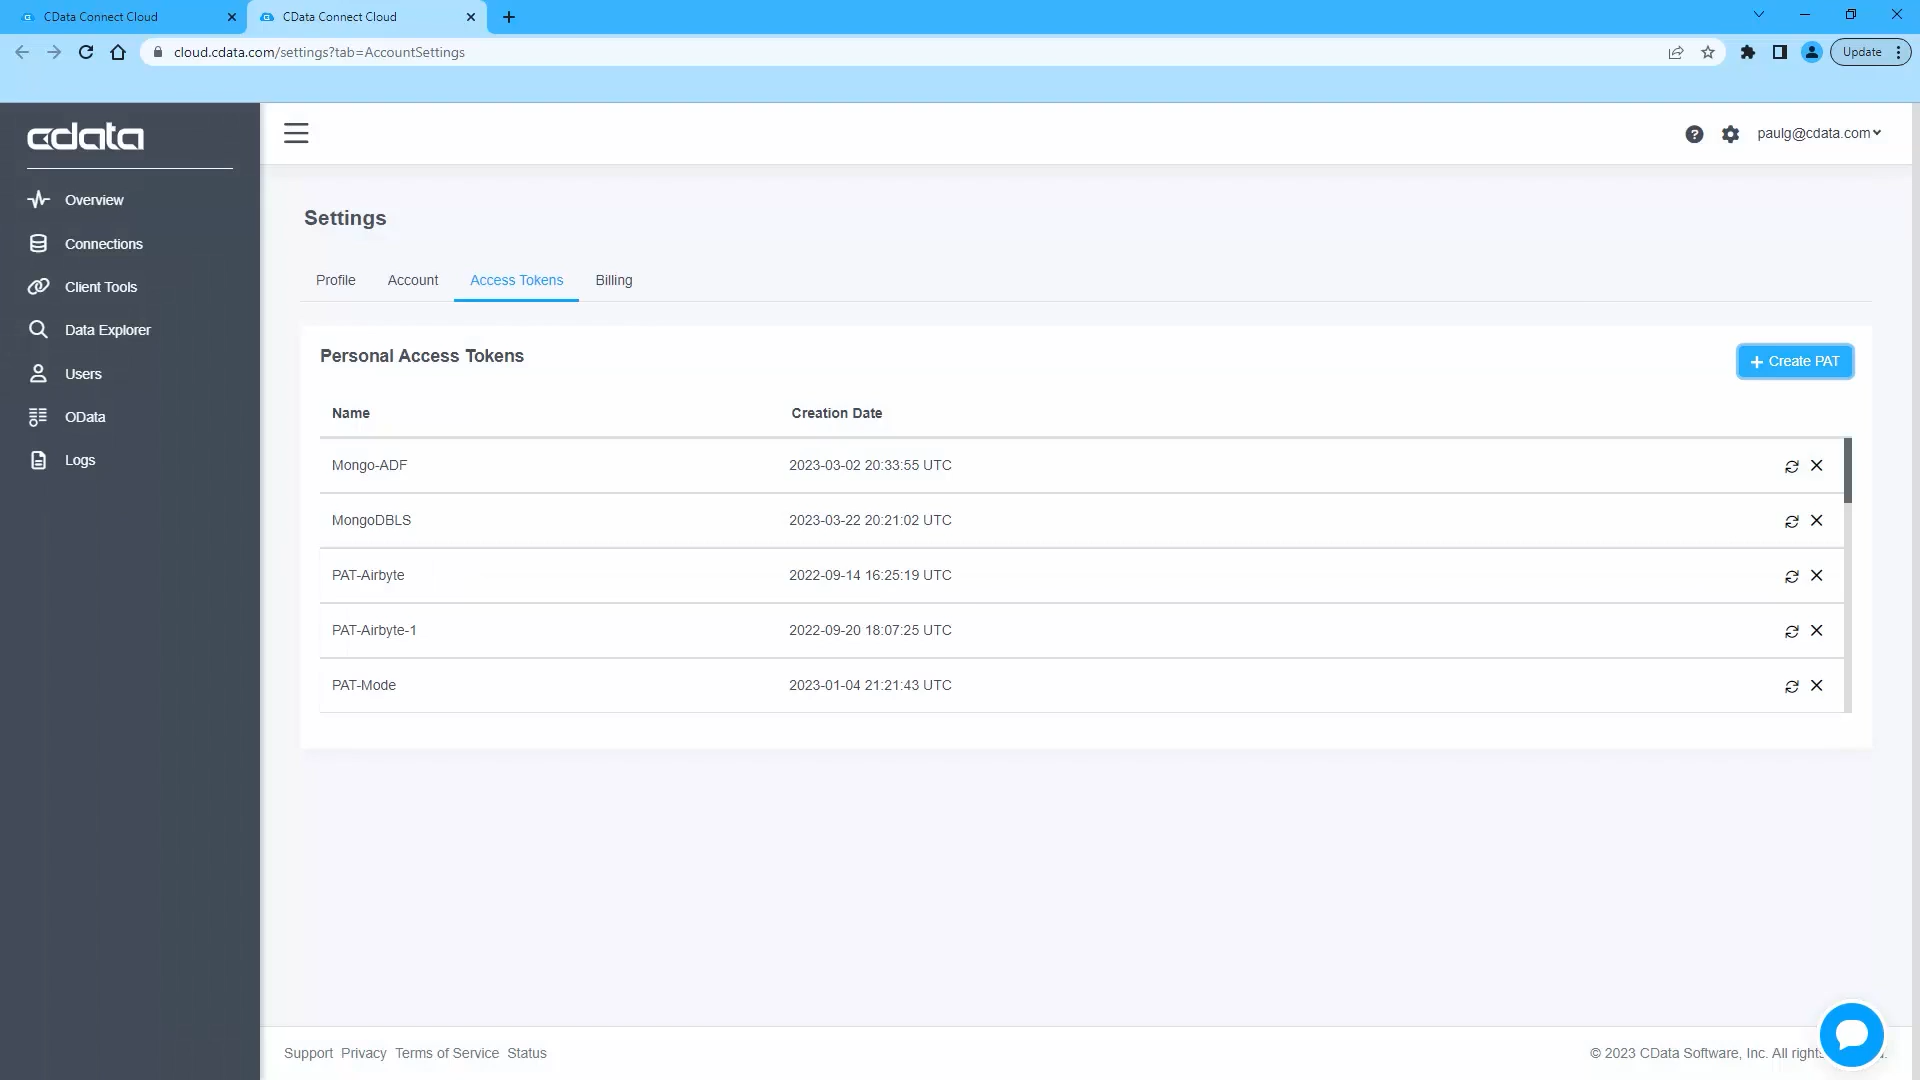 CData Connect Cloud
CData Connect Cloud
cloud.cdata.com/settings?tab=AccountSettings
Update
cdata
paulg@cdata.com
Overview
Connections
Client Tools
Data Explorer
Users
OData
Logs
Settings
Profile Account Access Tokens Billing
Personal Access Tokens
+ Create PAT
Name Creation Date
Mongo-ADF 2023-03-02 20:33:55 UTC
MongoDBLS 2023-03-22 20:21:02 UTC
PAT-Airbyte 2022-09-14 16:25:19 UTC
PAT-Airbyte-1 2022-09-20 18:07:25 UTC
PAT-Mode 2023-01-04 21:21:43 UTC
Support Privacy Terms of Service Status
© 2023 CData Software, Inc. All rights